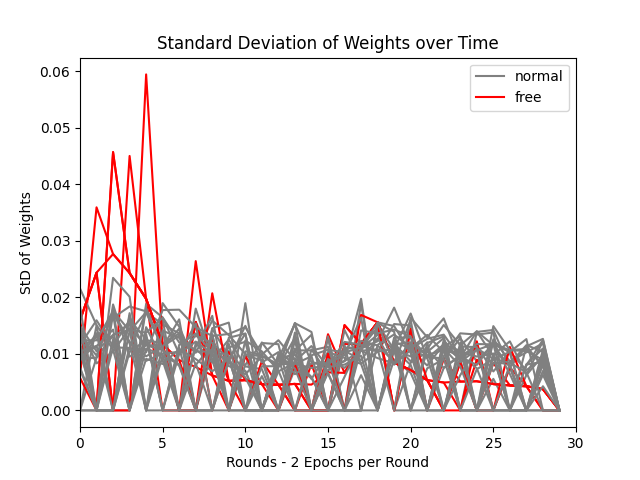 Standard Deviation of Weights over Time
normal
free
0.06
0.05
0.04
0.03
0.02
0.01
0.00
StD of Weights
0 5 10 15 20 25 30
Rounds - 2 Epochs per Round